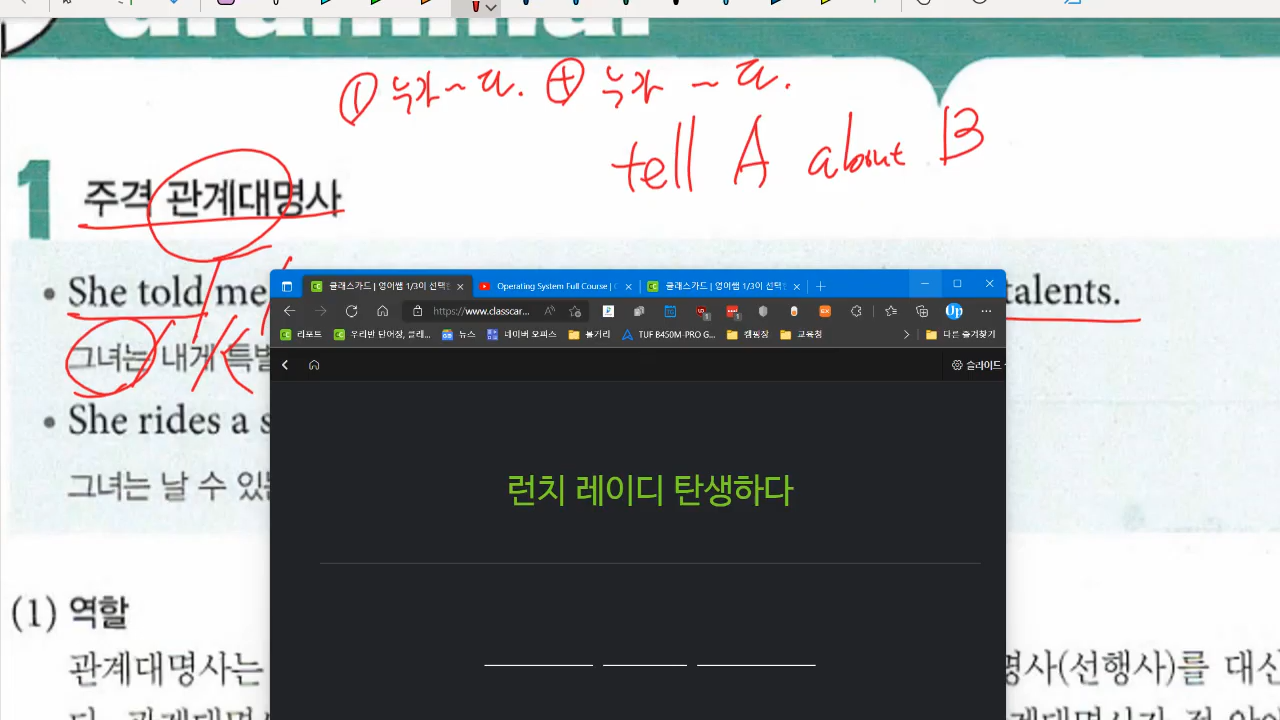 grammar
① 누가~다. ⊕ 누가 ~다.
tell A about B
1 주격 관계대명사
• She told me talents.
그녀는 내게 특별
• She rides a s
그녀는 날 수 있는
클래스카드 | 영어쌤 1/3이 선택한 Operating System Full Course | 클래스카드 | 영어쌤 1/3이 선택한
https://www.classcar...
리포트 우리반 단어장, 클래... 뉴스 네이버 오피스 볼거리 TUF B450M-PRO G... 캠핑장 교육청 다른 즐겨찾기
슬라이드
런치 레이디 탄생하다
(1) 역할
관계대명사는 명사(선행사)를 대신